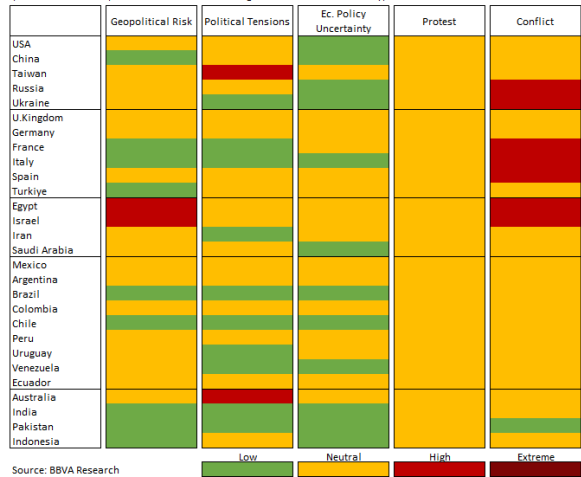 Geopolitical Risk Political Tensions Ec. Policy Uncertainty Protest Conflict
USA
China
Taiwan
Russia
Ukraine
U.Kingdom
Germany
France
Italy
Spain
Turkiye
Egypt
Israel
Iran
Saudi Arabia
Mexico
Argentina
Brazil
Colombia
Chile
Peru
Uruguay
Venezuela
Ecuador
Australia
India
Pakistan
Indonesia
Low Neutral High Extreme
Source: BBVA Research